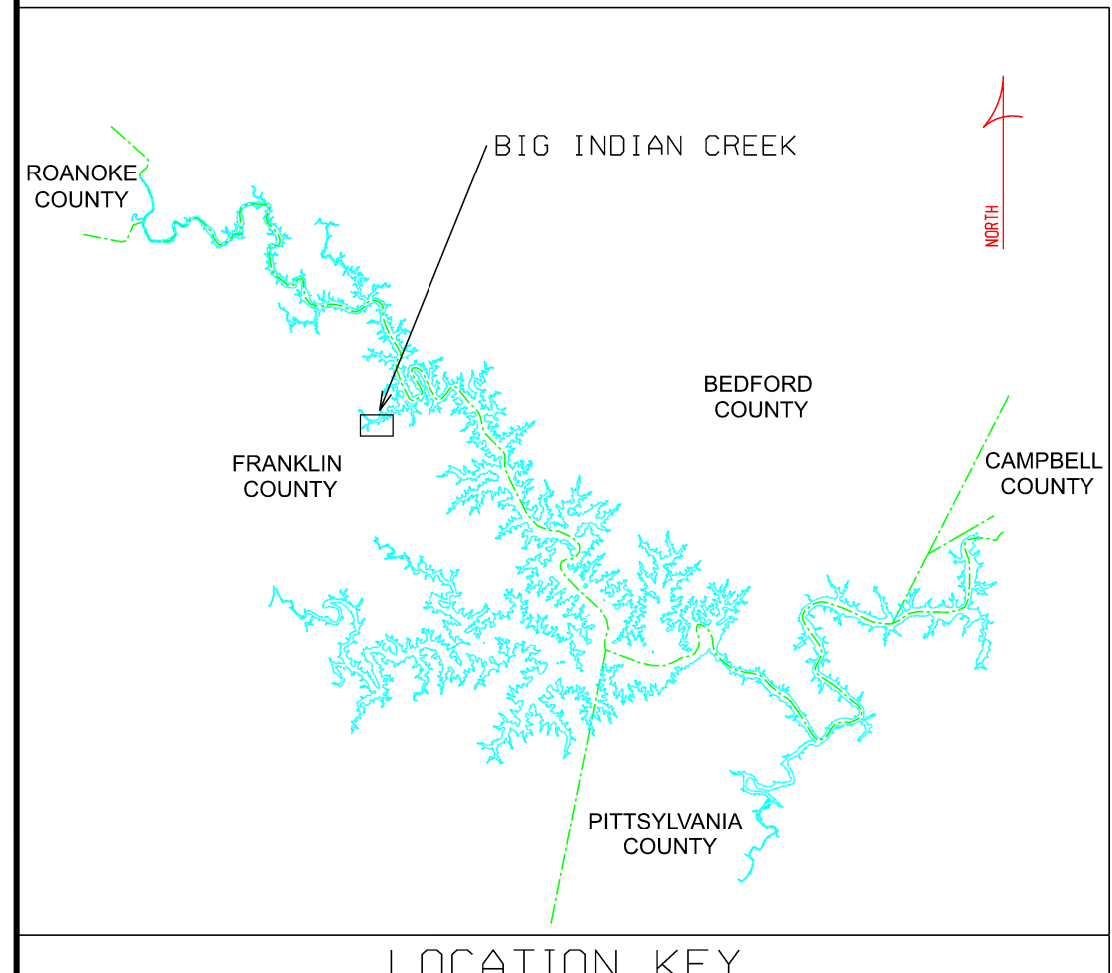 BIG INDIAN CREEK
ROANOKE
COUNTY
NORTH
BEDFORD
COUNTY
FRANKLIN
COUNTY
CAMPBELL
COUNTY
PITTSYLVANIA
COUNTY
LOCATION KEY